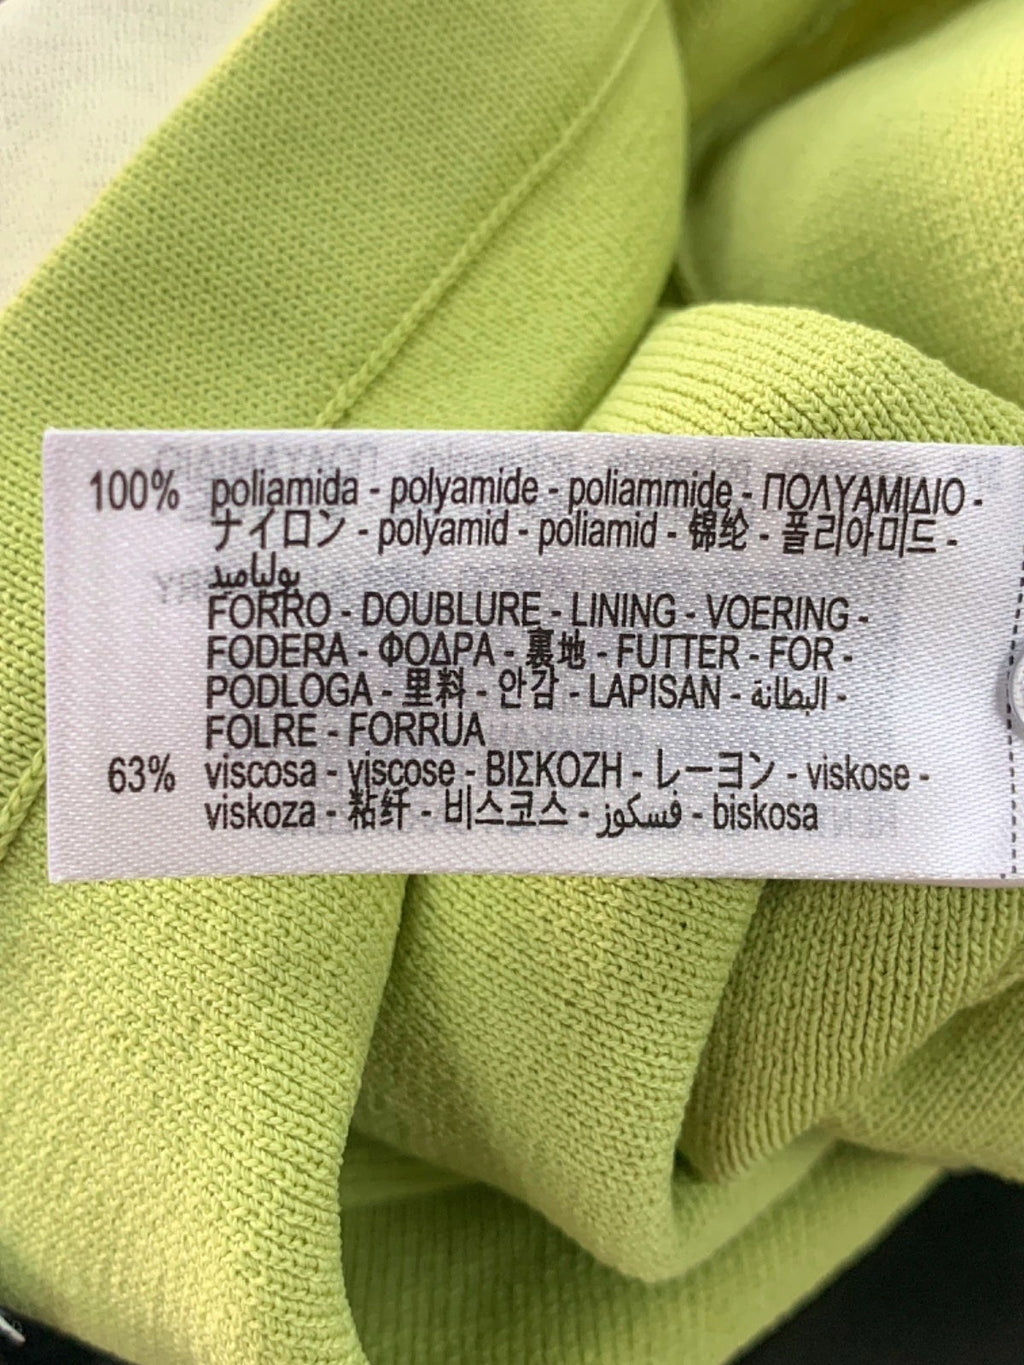 100% poliamida - polyamide - poliammide - ΠΟΛΥΑΜΙΔΙΟ -
ナイロン - polyamid - poliamid - 锦纶 - 폴리아미드 -
بولياميد
FORRO - DOUBLURE - LINING - VOERING -
FODERA - ΦΟΔΡΑ - 裏地 - FUTTER - FOR -
PODLOGA - 里料 - 안감 - LAPISAN - البطانة -
FOLRE - FORRUA
63% viscosa - viscose - ΒΙΣΚΟΖΗ - レーヨン - viskose -
viskoza - 粘纤 - 비스코스 - فسكوز - biskosa